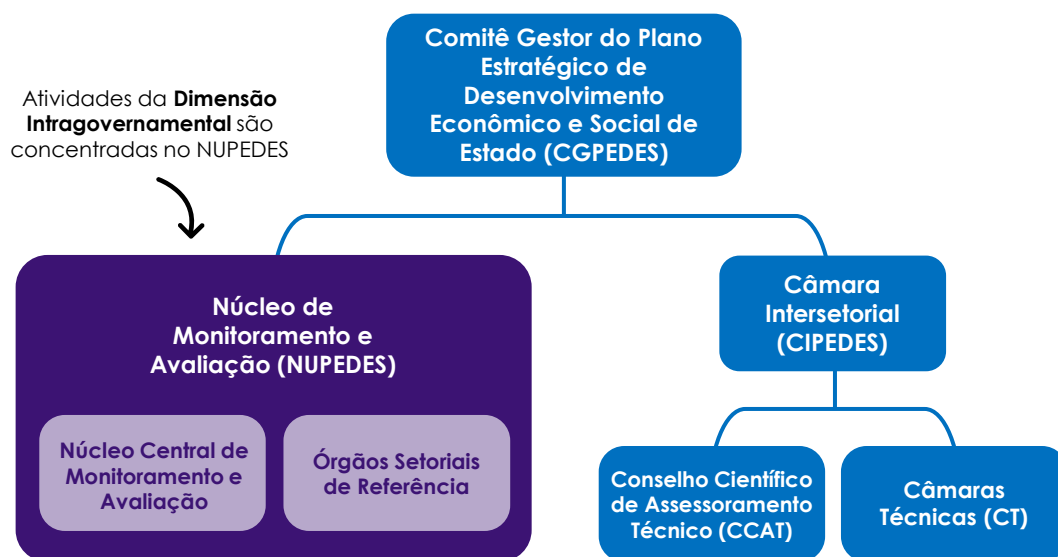 Comitê Gestor do Plano
Estratégico de
Desenvolvimento
Econômico e Social de
Estado (CGPEDES)
Atividades da Dimensão
Intragovernamental são
concentradas no NUPEDES
Núcleo de
Monitoramento e
Avaliação (NUPEDES)
Núcleo Central de
Monitoramento e
Avaliação
Órgãos Setoriais
de Referência
Câmara
Intersetorial
(CIPEDES)
Conselho Científico
de Assessoramento
Técnico (CCAT)
Câmaras
Técnicas (CT)